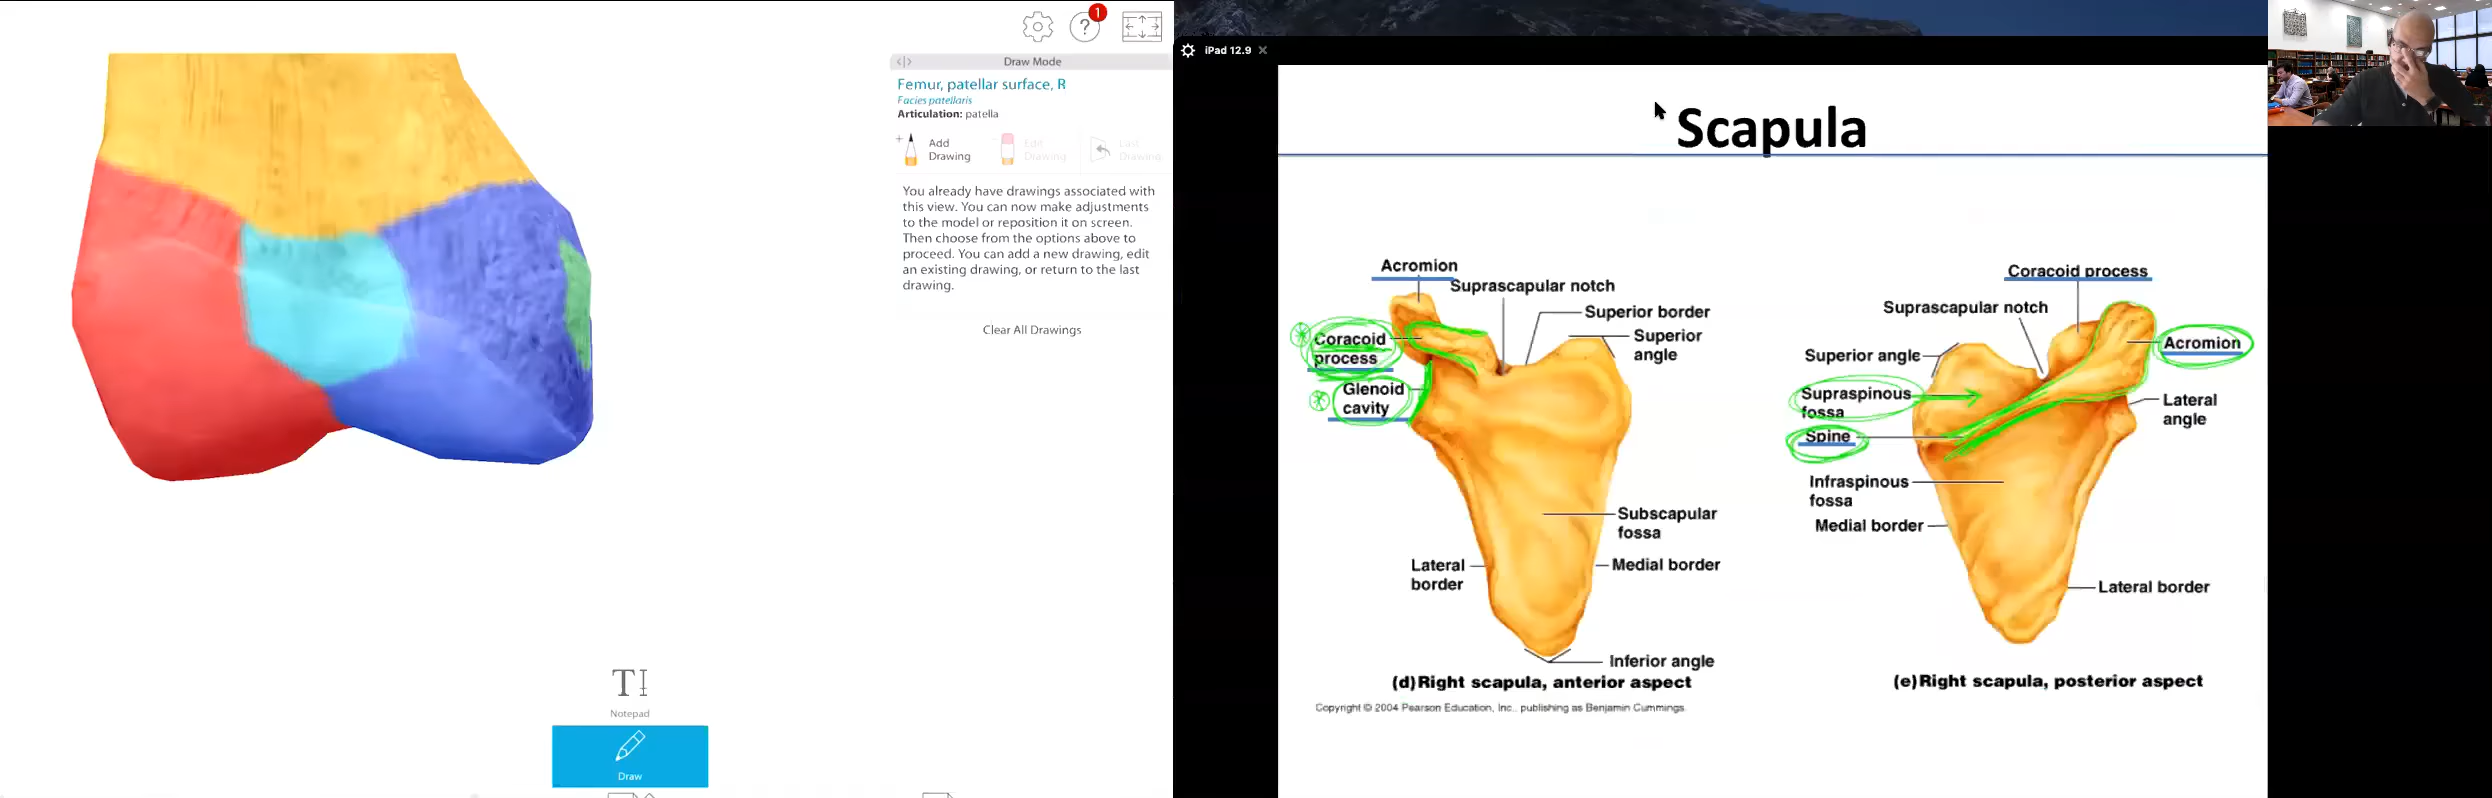 1
?
Draw Mode
Femur, patellar surface, R
Facies patellaris
Articulation: patella
Add
Drawing
Edit
Drawing
Last
Drawing
You already have drawings associated with
this view. You can now make adjustments
to the model or reposition it on screen.
Then choose from the options above to
proceed. You can add a new drawing, edit
an existing drawing, or return to the last
drawing.
Clear All Drawings
Notepad
Draw
iPad 12.9
Scapula
Acromion
Suprascapular notch
Superior border
Coracoid
process
Superior
angle
Glenoid
cavity
Subscapular
fossa
Lateral
border
Medial border
Inferior angle
(d)Right scapula, anterior aspect
Copyright © 2004 Pearson Education, Inc., publishing as Benjamin Cummings.
Coracoid process
Suprascapular notch
Acromion
Superior angle
Supraspinous
fossa
Lateral
angle
Spine
Infraspinous
fossa
Medial border
Lateral border
(e)Right scapula, posterior aspect